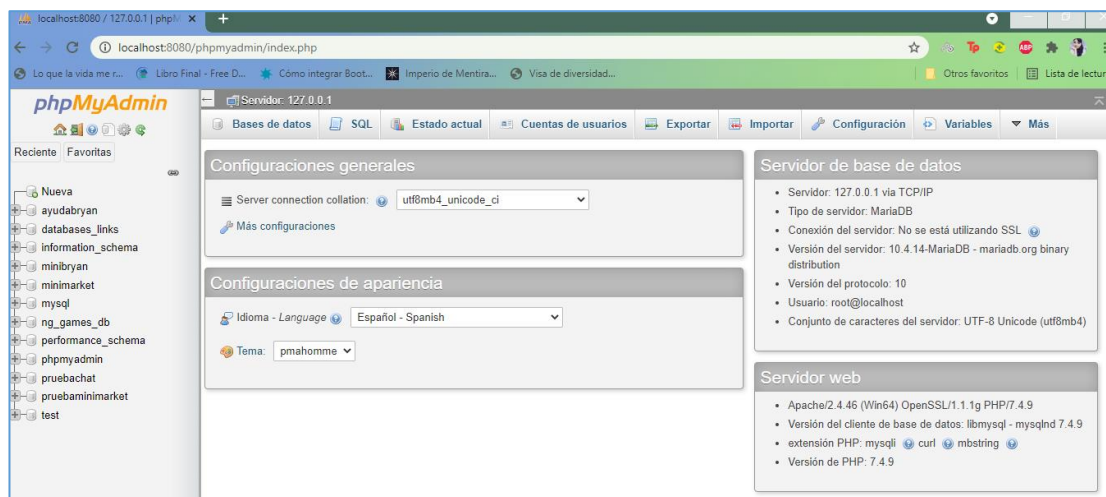 localhost:8080 / 127.0.0.1 | php
localhost:8080/phpmyadmin/index.php
Lo que la vida me r... Libro Final - Free D... Cómo integrar Boot... Imperio de Mentira... Visa de diversidad... Otros favoritos Lista de lectur
phpMyAdmin
Reciente Favoritas
Nueva
ayudabryan
databases_links
information_schema
minibryan
minimarket
mysql
ng_games_db
performance_schema
phpmyadmin
pruebachat
pruebaminimarket
test
Servidor: 127.0.0.1
Bases de datos SQL Estado actual Cuentas de usuarios Exportar Importar Configuración Variables Más
Configuraciones generales
Server connection collation: utf8mb4_unicode_ci
Más configuraciones
Configuraciones de apariencia
Idioma - Language Español - Spanish
Tema: pmahomme
Servidor de base de datos
Servidor: 127.0.0.1 via TCP/IP
Tipo de servidor: MariaDB
Conexión del servidor: No se está utilizando SSL
Versión del servidor: 10.4.14-MariaDB - mariadb.org binary
distribution
Versión del protocolo: 10
Usuario: root@localhost
Conjunto de caracteres del servidor: UTF-8 Unicode (utf8mb4)
Servidor web
Apache/2.4.46 (Win64) OpenSSL/1.1.1g PHP/7.4.9
Versión del cliente de base de datos: libmysql - mysqlnd 7.4.9
extensión PHP: mysqli curl mbstring
Versión de PHP: 7.4.9